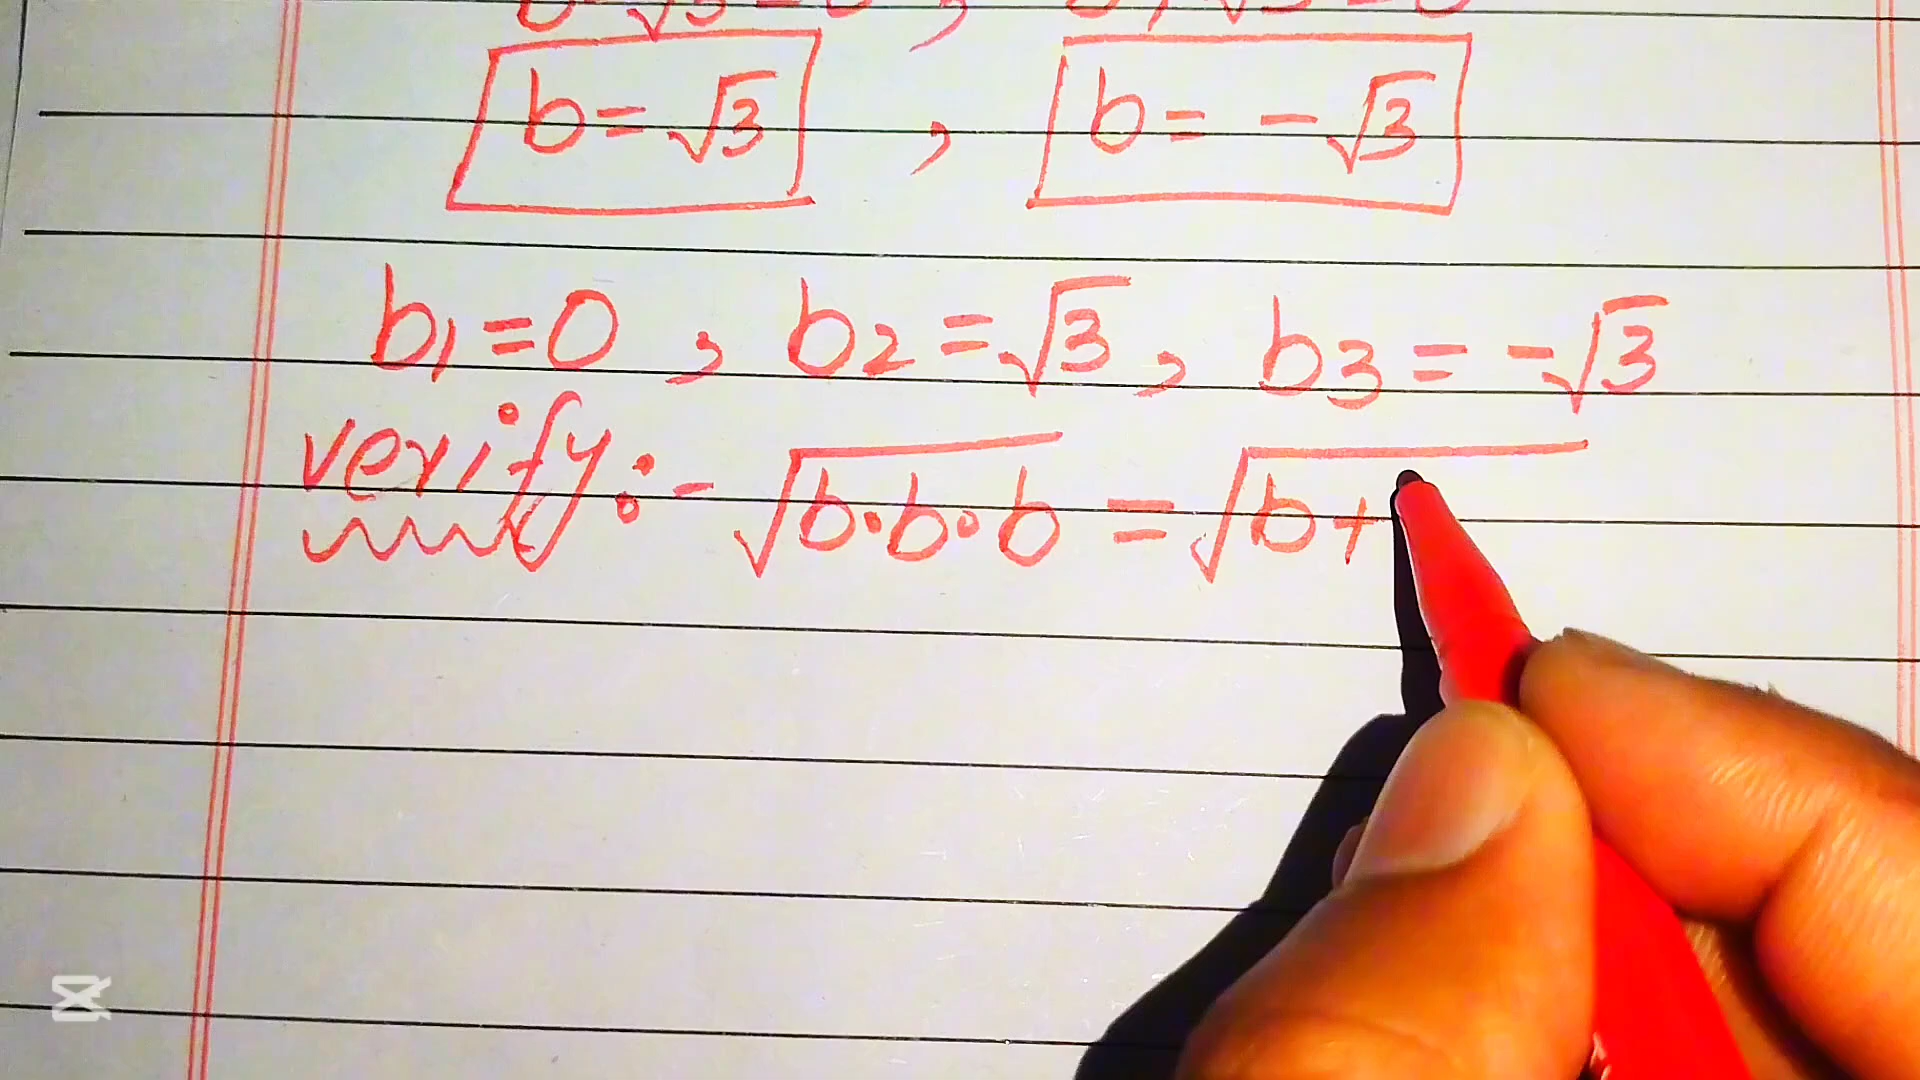 b = √3 , b = -√3
b1 = 0 , b2 = √3 , b3 = -√3
verify :- √b·b·b = √b+